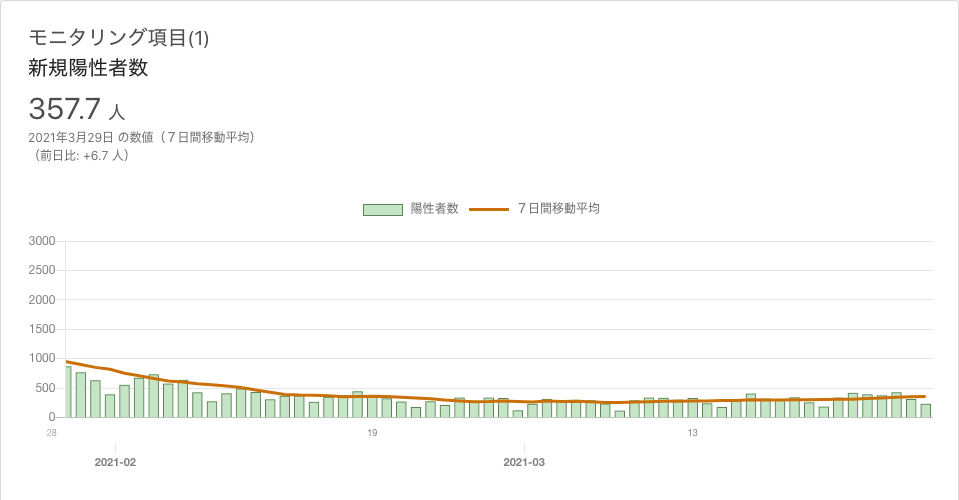 モニタリング項目(1)
新規陽性者数
357.7 人
2021年3月29日 の数値（７日間移動平均）
（前日比: +6.7 人）
陽性者数 ７日間移動平均
3000
2500
2000
1500
1000
500
0
28 19 13
2021-02 2021-03